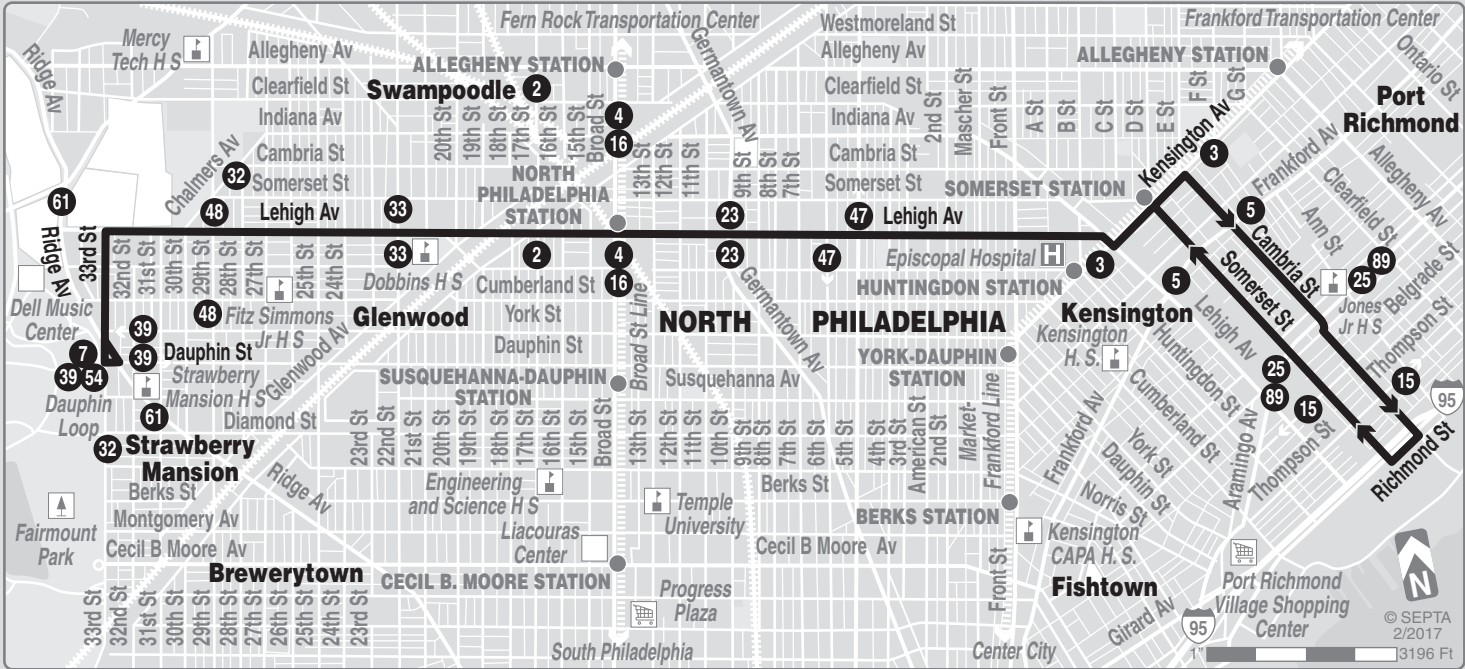 Fern Rock Transportation Center
Westmoreland St
Frankford Transportation Center
Mercy
Tech H S
Ridge Av
Allegheny Av
ALLEGHENY STATION
Germantown Av
Allegheny Av
ALLEGHENY STATION
Ontario St
Clearfield St
Swampoodle
2
Clearfield St
Port
Richmond
Indiana Av
20th St
19th St
18th St
17th St
16th St
15th St
Broad St
4
16
Indiana Av
2nd St
Mascher St
Front St
A St
B St
C St
D St
E St
F St
G St
Kensington Av
3
Frankford Av
Allegheny Av
Chalmers Av
Cambria St
13th St
12th St
11th St
9th St
8th St
7th St
Cambria St
32
Somerset St
NORTH
PHILADELPHIA
STATION
Somerset St
SOMERSET STATION
Clearfield St
61
48
Lehigh Av
33
23
47
Lehigh Av
5
Ann St
Ridge Av
33rd St
32nd St
31st St
30th St
29th St
28th St
27th St
25th St
24th St
33
Dobbins H S
2
4
16
23
47
Episcopal Hospital
3
5
Cambria St
Somerset St
25
89
Jones
Jr H S
Belgrade St
Cumberland St
HUNTINGDON STATION
Dell Music
Center
48
Fitz Simmons
Jr H S
Glenwood
York St
Broad St Line
NORTH PHILADELPHIA
Germantown Av
Kensington
Kensington
H. S.
Lehigh Av
Thompson St
39
39
Dauphin St
Glenwood Av
Dauphin St
YORK-DAUPHIN
STATION
Huntingdon St
7
39
54
Strawberry
Mansion H S
SUSQUEHANNA-DAUPHIN
STATION
Susquehanna Av
25
89
15
15
95
Dauphin
Loop
61
Diamond St
Cumberland St
32
Strawberry
Mansion
23rd St
22nd St
21st St
20th St
19th St
18th St
17th St
16th St
15th St
Broad St
13th St
12th St
11th St
10th St
9th St
8th St
7th St
6th St
5th St
4th St
3rd St
American St
2nd St
Market-
Frankford Line
Frankford Av
York St
Dauphin St
Norris St
Aramingo Av
Thompson St
Richmond St
Berks St
Ridge Av
Engineering
and Science H S
Temple
University
Berks St
BERKS STATION
Fairmount
Park
Montgomery Av
Liacouras
Center
Kensington
CAPA H. S.
Cecil B Moore Av
Cecil B Moore Av
Brewerytown
CECIL B. MOORE STATION
Progress
Plaza
Front St
Fishtown
Port Richmond
Village Shopping
Center
N
33rd St
32nd St
31st St
30th St
29th St
28th St
27th St
26th St
25th St
24th St
23rd St
Girard Av
95
© SEPTA
2/2017
South Philadelphia
Center City
1"
3196 Ft